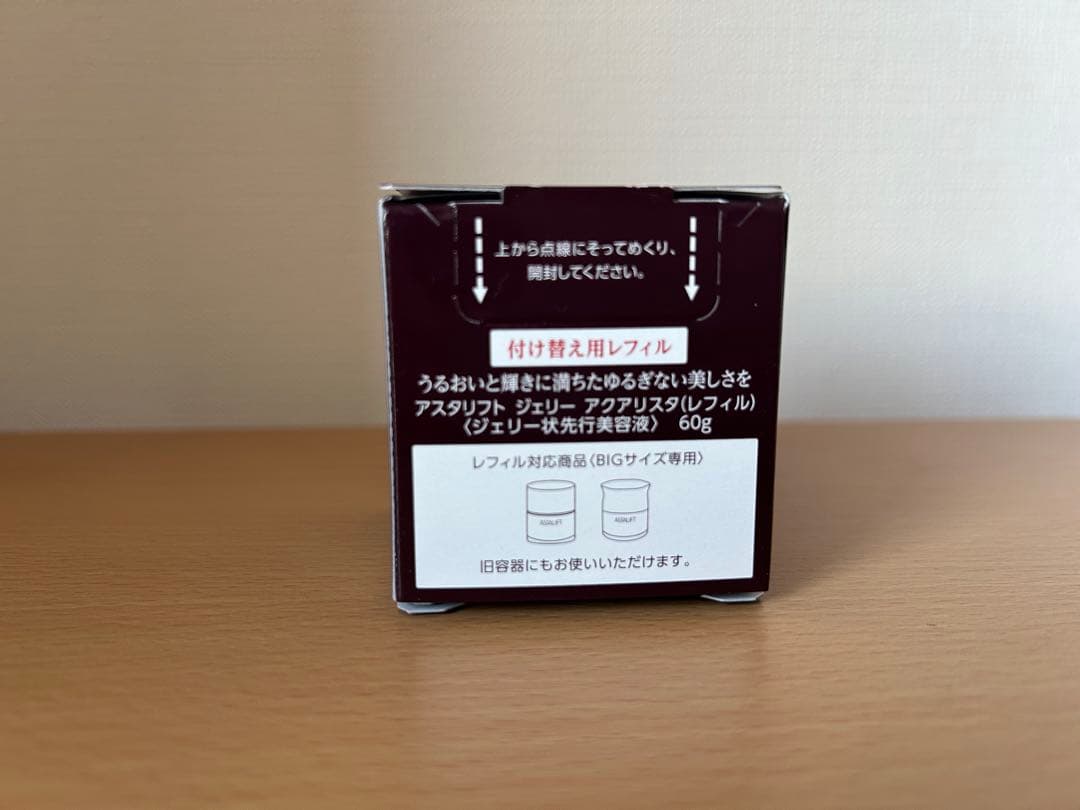 上から点線にそってめくり、
開封してください。
付け替え用レフィル
うるおいと輝きに満ちたゆるぎない美しさを
アスタリフト ジェリー アクアリスタ(レフィル)
〈ジェリー状先行美容液〉 60g
レフィル対応商品〈BIGサイズ専用〉
ASTALIFT ASTALIFT
旧容器にもお使いいただけます。